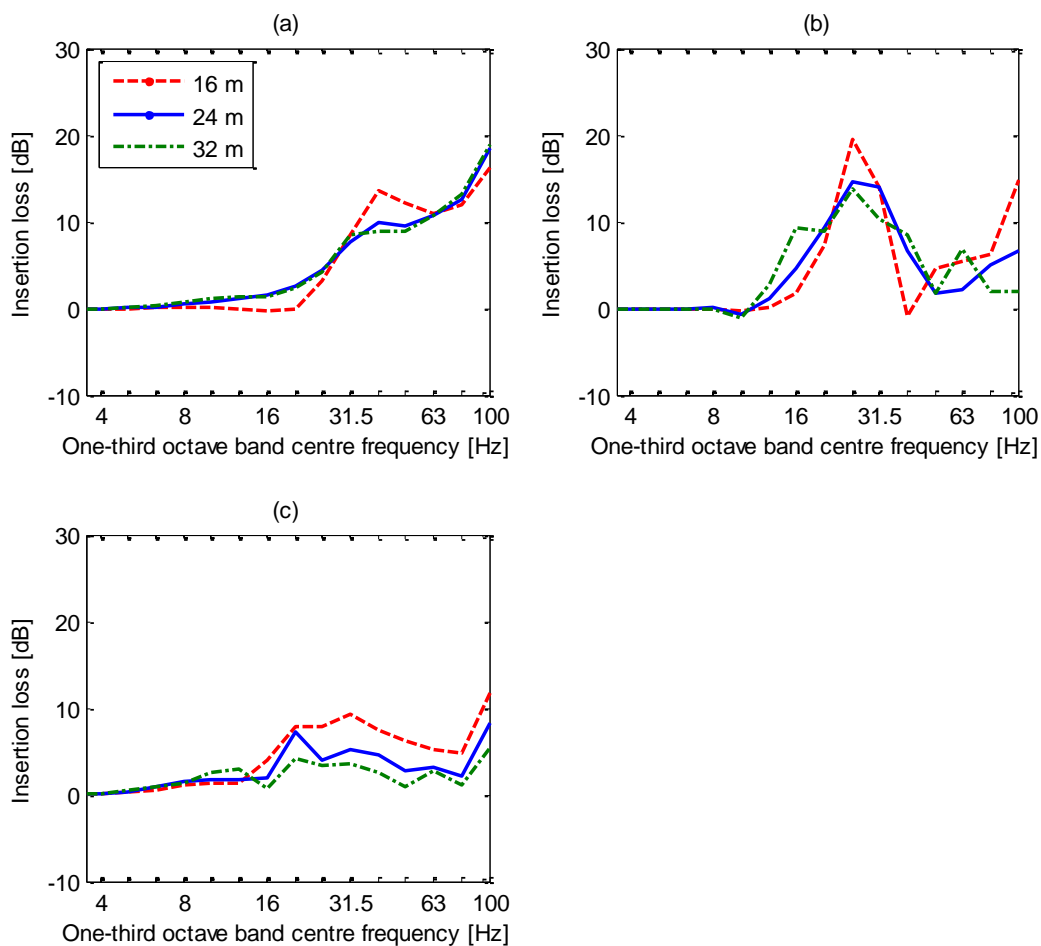 (a)
30
20
10
0
-10
Insertion loss [dB]
16 m
24 m
32 m
4 8 16 31.5 63 100
One-third octave band centre frequency [Hz]
(b)
30
20
10
0
-10
Insertion loss [dB]
4 8 16 31.5 63 100
One-third octave band centre frequency [Hz]
(c)
30
20
10
0
-10
Insertion loss [dB]
4 8 16 31.5 63 100
One-third octave band centre frequency [Hz]